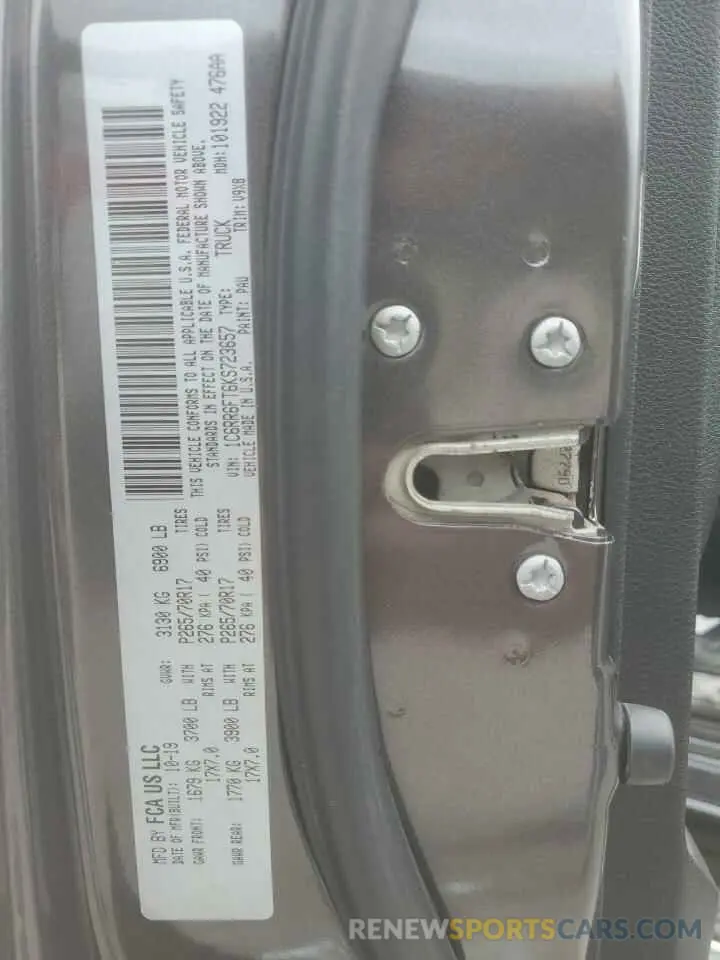 MFD BY FCA US LLC
DATE OF MFR(BUILT): 10-19 GVWR: 3130 KG 6900 LB
GAWR FRONT: 1679 KG 3700 LB WITH P265/70R17 TIRES
17X7.0 RIMS AT 276 KPA ( 40 PSI) COLD
GAWR REAR: 1770 KG 3900 LB WITH P265/70R17 TIRES
17X7.0 RIMS AT 276 KPA ( 40 PSI) COLD
THIS VEHICLE CONFORMS TO ALL APPLICABLE U.S.A. FEDERAL MOTOR VEHICLE SAFETY
STANDARDS IN EFFECT ON THE DATE OF MANUFACTURE SHOWN ABOVE.
VIN: 1C6RR6FT6KS723657 TYPE: TRUCK MDH: 101922 476AA
VEHICLE MADE IN U.S.A. PAINT: PAU TRIM: V9X8
RENEWSPORTSCARS.COM